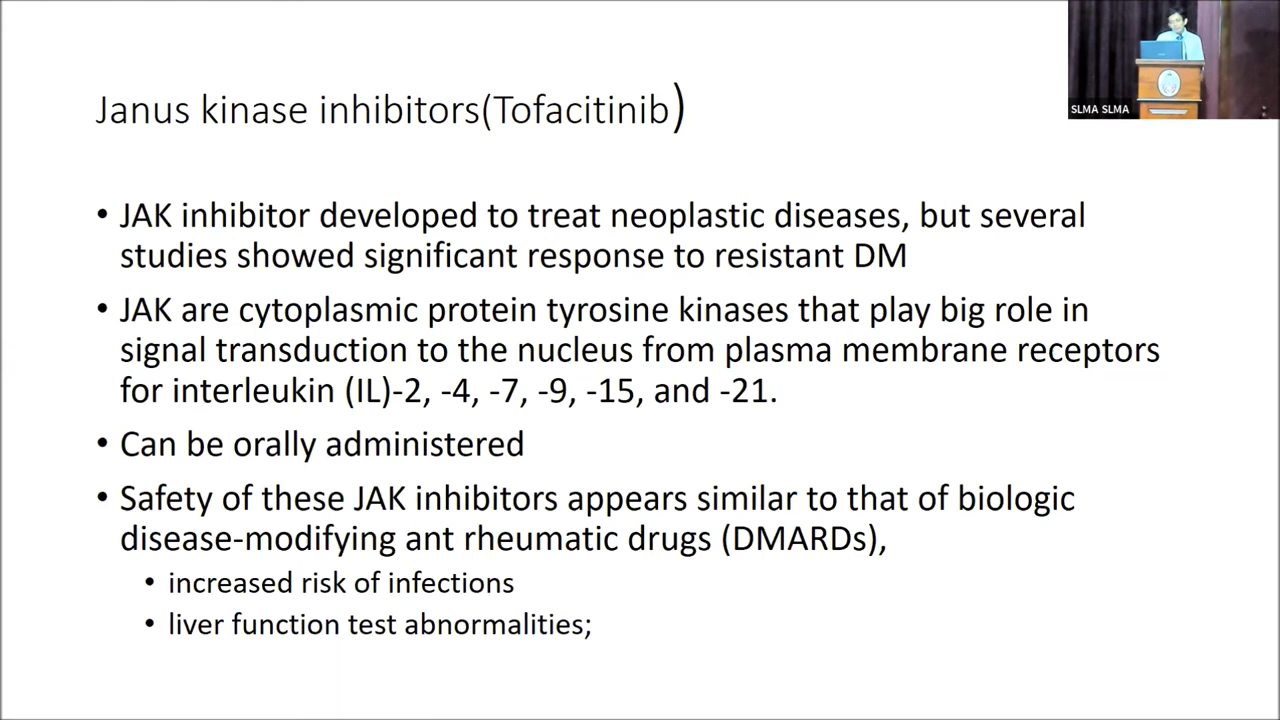 Janus kinase inhibitors(Tofacitinib)
SLMA SLMA
• JAK inhibitor developed to treat neoplastic diseases, but several
studies showed significant response to resistant DM
• JAK are cytoplasmic protein tyrosine kinases that play big role in
signal transduction to the nucleus from plasma membrane receptors
for interleukin (IL)-2, -4, -7, -9, -15, and -21.
• Can be orally administered
• Safety of these JAK inhibitors appears similar to that of biologic
disease-modifying ant rheumatic drugs (DMARDs),
• increased risk of infections
• liver function test abnormalities;